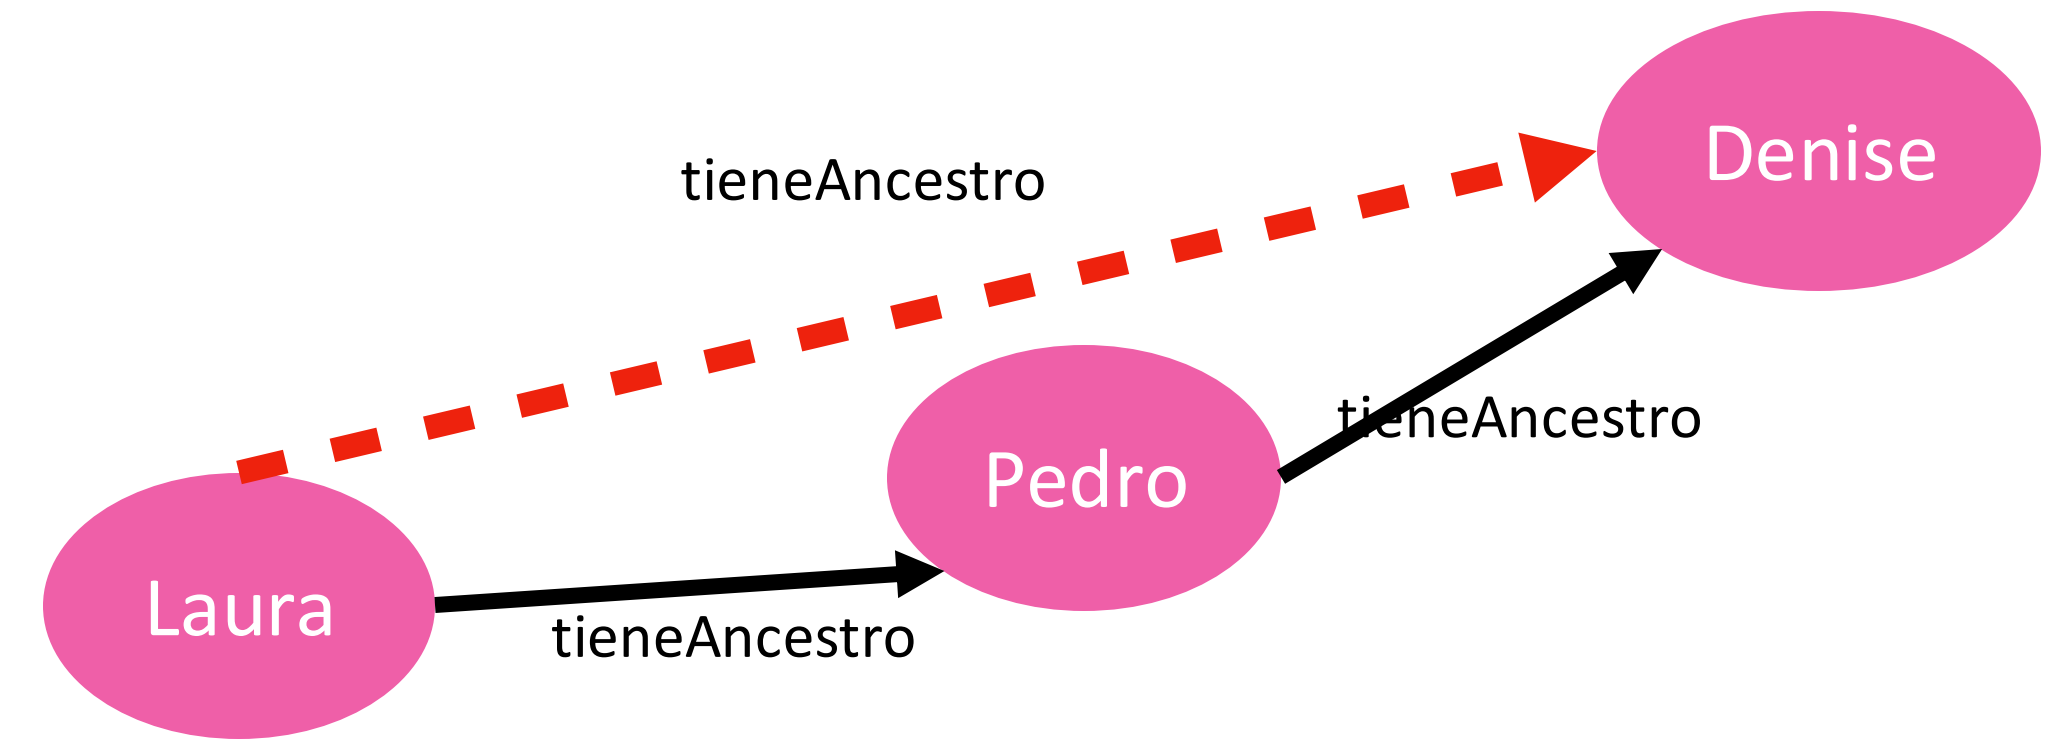 Denise
tieneAncestro
tieneAncestro
Pedro
Laura
tieneAncestro